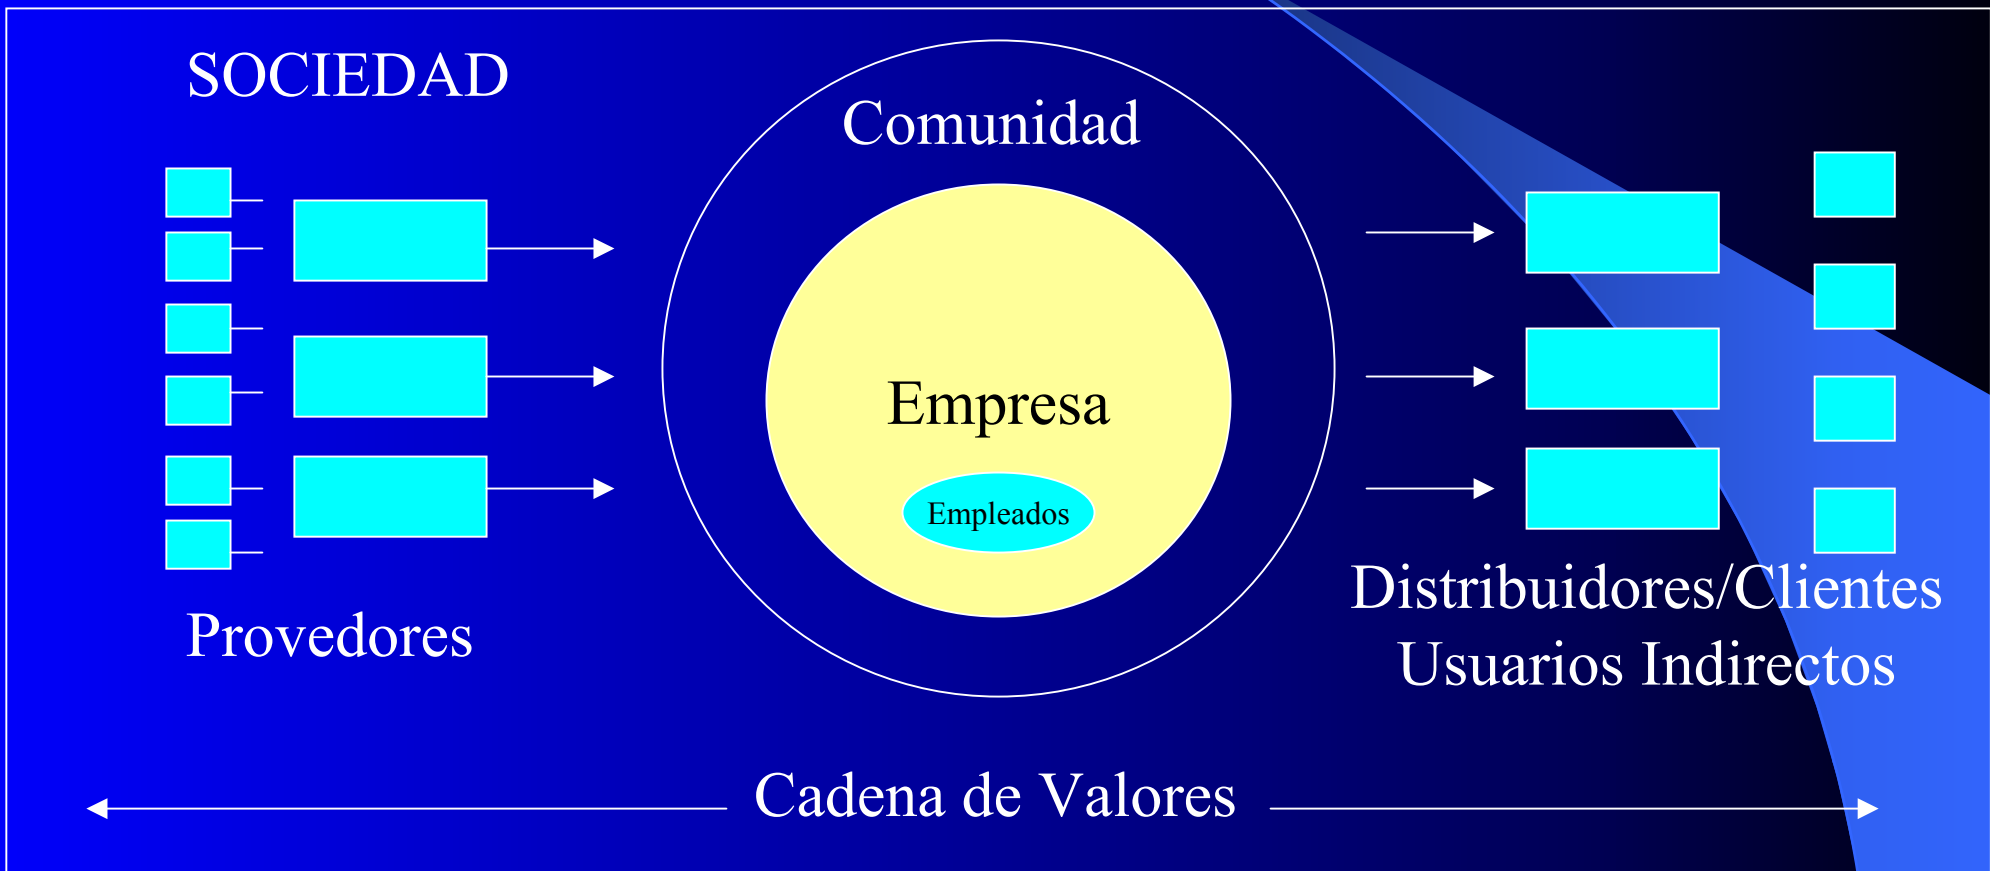 SOCIEDAD
Comunidad
Empresa
Empleados
Provedores
Distribuidores/Clientes
Usuarios Indirectos
Cadena de Valores